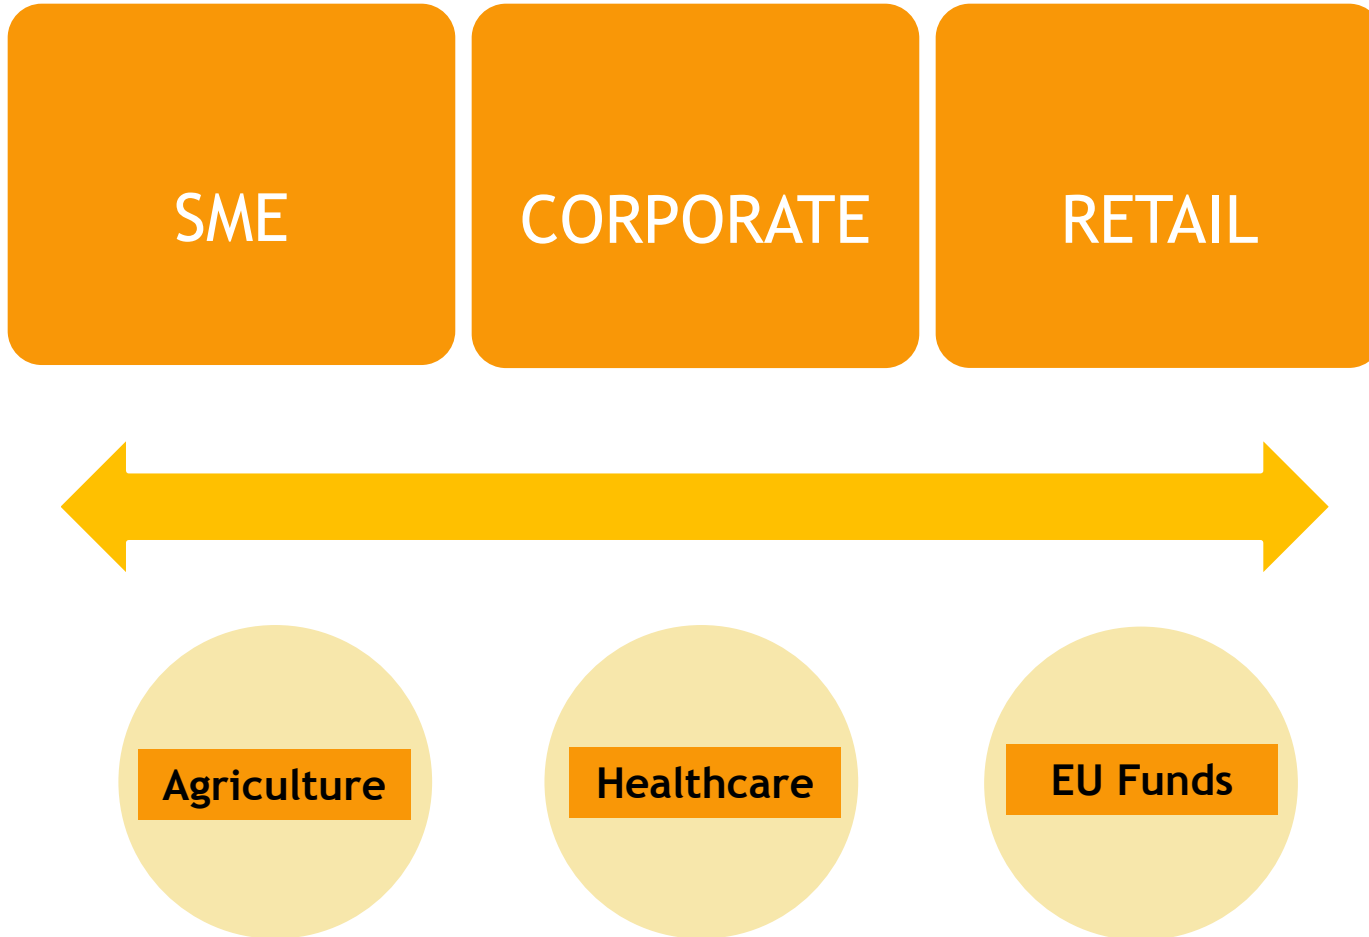 SME
CORPORATE
RETAIL
Agriculture
Healthcare
EU Funds